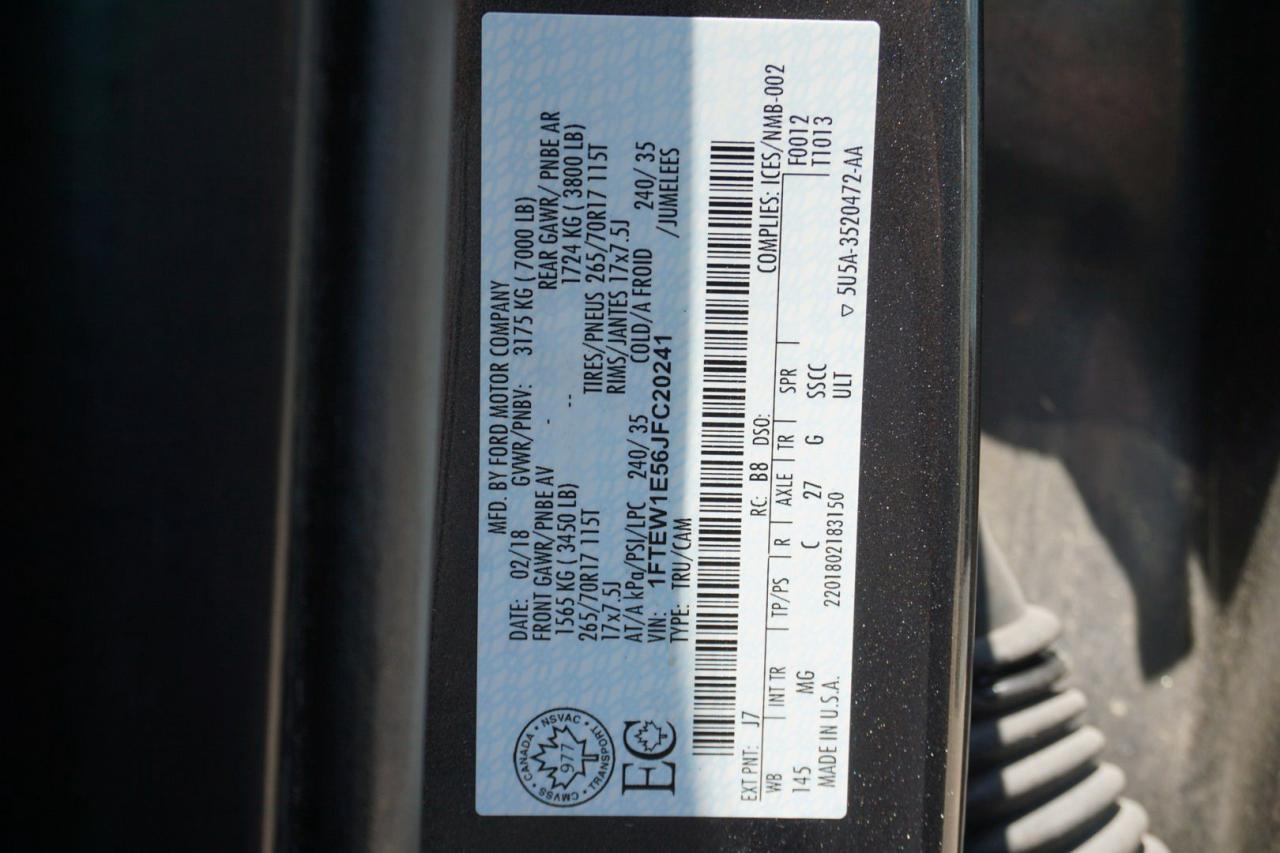 MFD. BY FORD MOTOR COMPANY
DATE: 02/18 GVWR/PNBV: 3175 KG ( 7000 LB)
FRONT GAWR/PNBE AV REAR GAWR/ PNBE AR
1565 KG ( 3450 LB) - 1724 KG ( 3800 LB)
265/70R17 115T -- TIRES/PNEUS 265/70R17 115T
17x7.5J RIMS/JANTES 17x7.5J
AT/A kPa/PSI/LPC 240/ 35 COLD/A FROID 240/ 35
VIN: 1FTEW1E56JFC20241 /JUMELEES
TYPE: TRU/CAM
CANADA • NSVAC • TRANSPORT • CMVSS •
977
EC
EXT PNT: J7 RC: B8 DSO: COMPLIES: ICES/NMB-002
WB | INT TR | TP/PS | R | AXLE | TR | SPR | F0012
145 MG C 27 G SSCC T1013
MADE IN U.S.A. 2201802183150 ULT
▽ 5U5A-3520472-AA